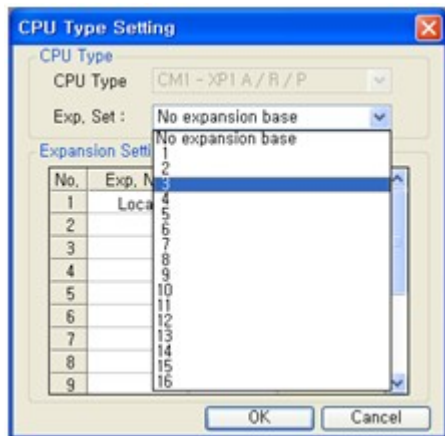 CPU Type Setting
CPU Type
CPU Type CM1 - XP1 A / R / P
Exp. Set : No expansion base
No expansion base
Expansion Setti
1
2
3
4
5
6
7
8
9
10
11
12
13
14
15
16
No. Exp. N
1 Loca
2
3
4
5
6
7
8
9
OK Cancel